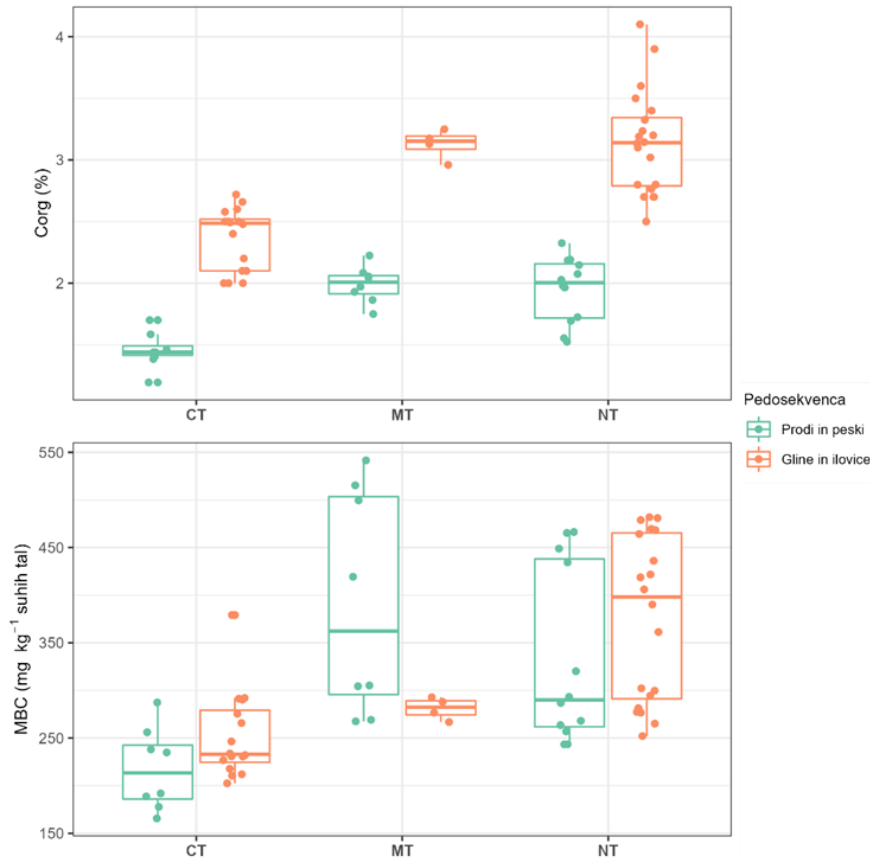 4
3
2
Corg (%)
CT
MT
NT
Pedosekvenca
Prodi in peski
Gline in ilovice
550
450
350
250
150
MBC (mg kg⁻¹ suhih tal)
CT
MT
NT